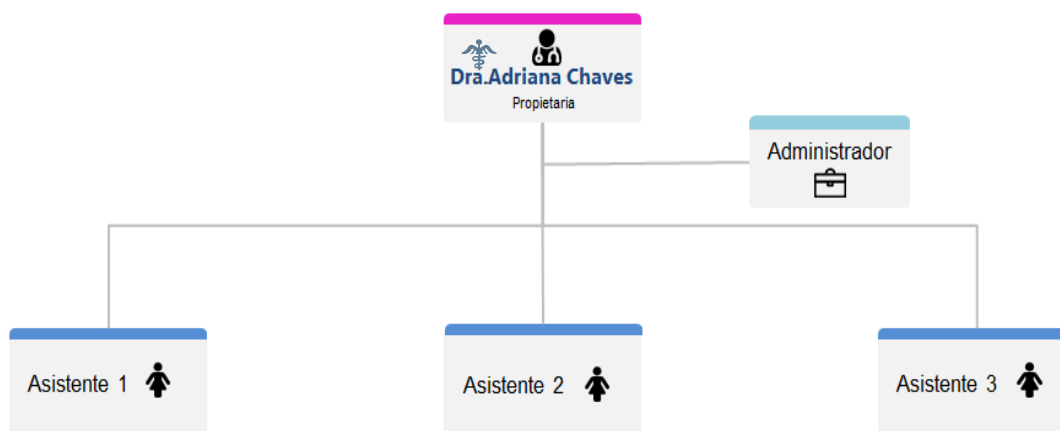 Dra.Adriana Chaves
Propietaria
Administrador
Asistente 1
Asistente 2
Asistente 3